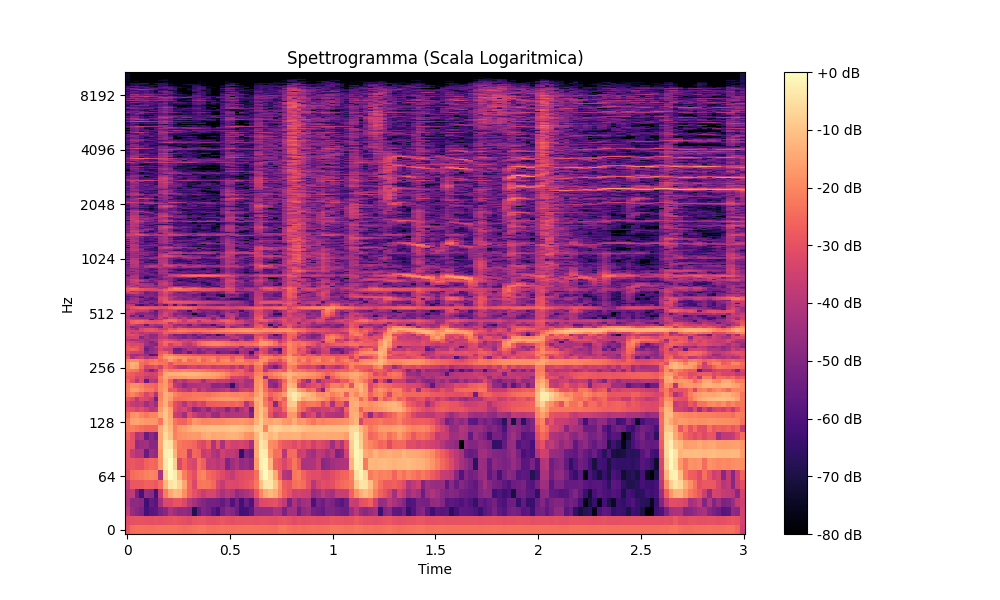 Spettrogramma (Scala Logaritmica)
Hz
8192
4096
2048
1024
512
256
128
64
0
0 0.5 1 1.5 2 2.5 3
Time
+0 dB
-10 dB
-20 dB
-30 dB
-40 dB
-50 dB
-60 dB
-70 dB
-80 dB